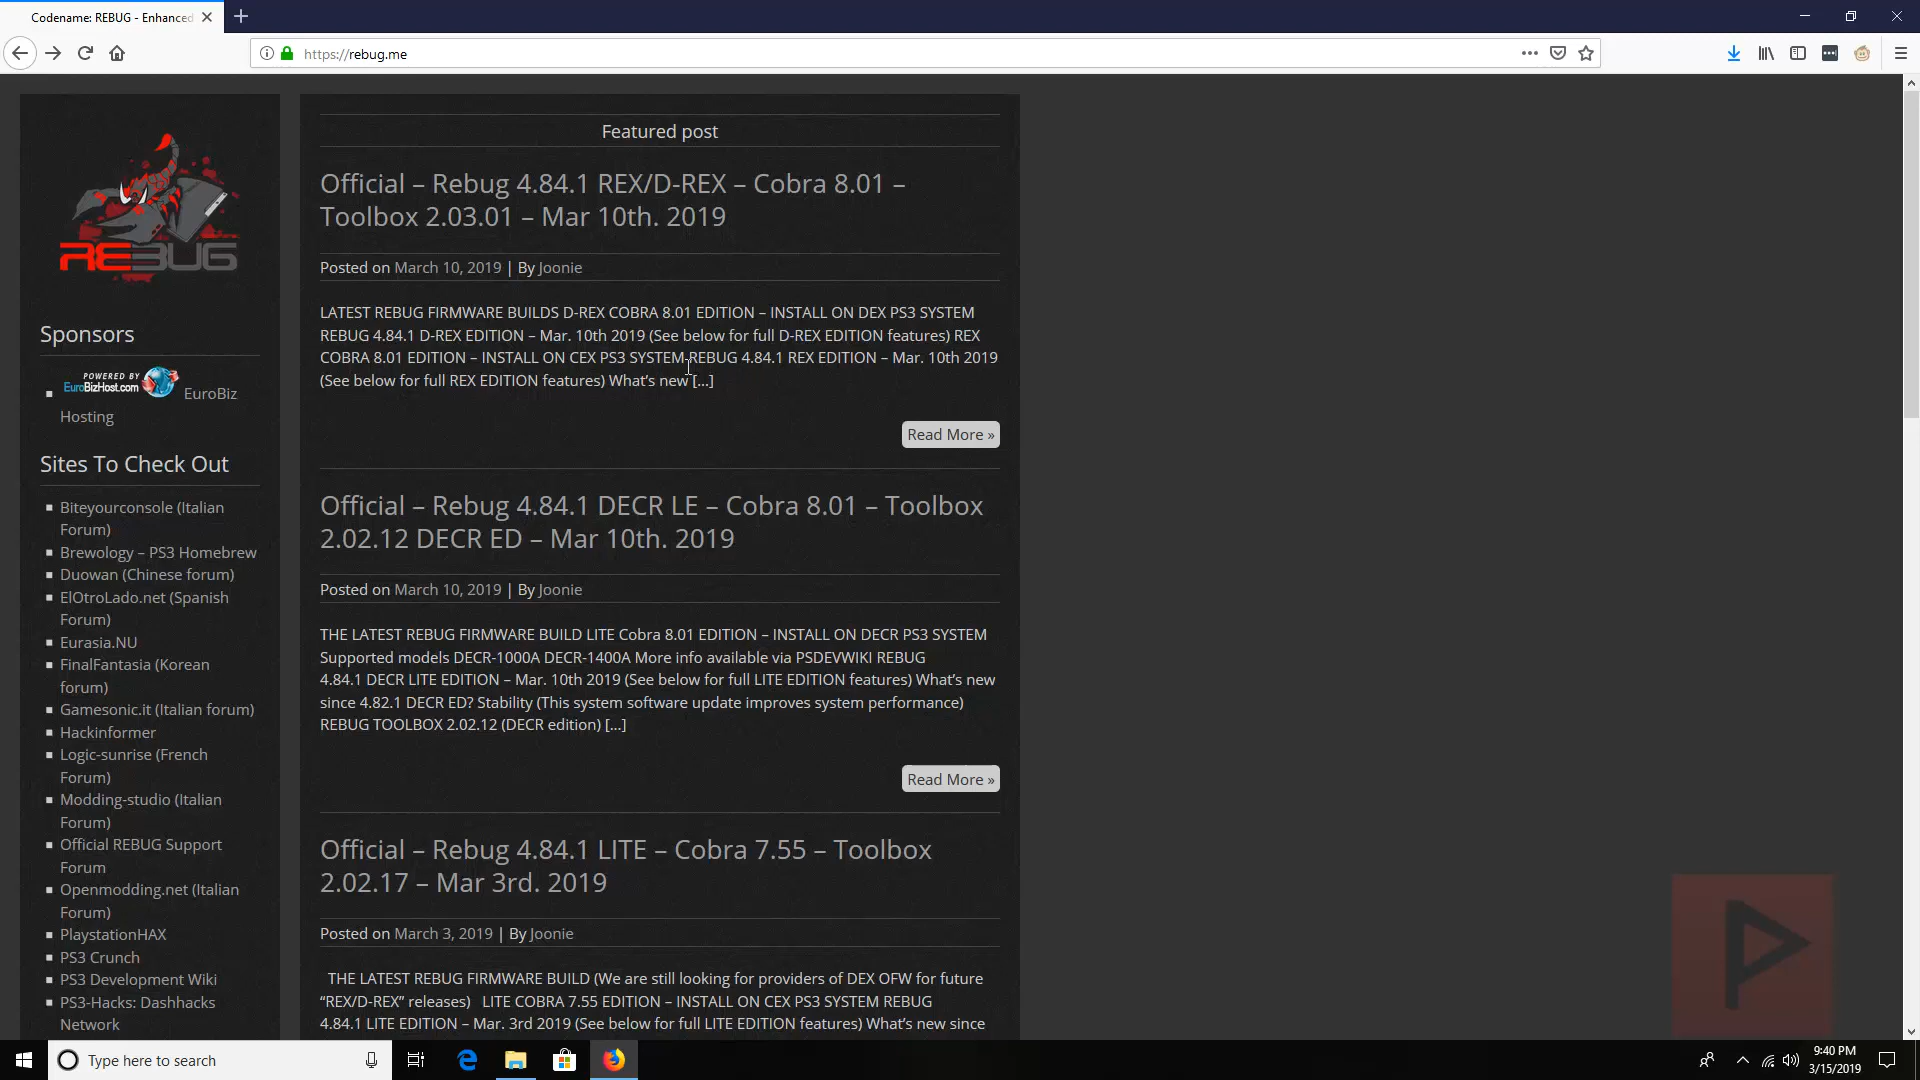 Codename: REBUG - Enhanced
https://rebug.me
REBUG
Sponsors
POWERED BY
EuroBizHost.com
EuroBiz
Hosting
Sites To Check Out
Biteyourconsole (Italian
Forum)
Brewology – PS3 Homebrew
Duowan (Chinese forum)
ElOtroLado.net (Spanish
Forum)
Eurasia.NU
FinalFantasia (Korean
forum)
Gamesonic.it (Italian forum)
Hackinformer
Logic-sunrise (French
Forum)
Modding-studio (Italian
Forum)
Official REBUG Support
Forum
Openmodding.net (Italian
Forum)
PlaystationHAX
PS3 Crunch
PS3 Development Wiki
PS3-Hacks: Dashhacks
Network
Featured post
Official – Rebug 4.84.1 REX/D-REX – Cobra 8.01 –
Toolbox 2.03.01 – Mar 10th. 2019
Posted on March 10, 2019 | By Joonie
LATEST REBUG FIRMWARE BUILDS D-REX COBRA 8.01 EDITION – INSTALL ON DEX PS3 SYSTEM
REBUG 4.84.1 D-REX EDITION – Mar. 10th 2019 (See below for full D-REX EDITION features) REX
COBRA 8.01 EDITION – INSTALL ON CEX PS3 SYSTEM REBUG 4.84.1 REX EDITION – Mar. 10th 2019
(See below for full REX EDITION features) What's new [...]
Read More »
Official – Rebug 4.84.1 DECR LE – Cobra 8.01 – Toolbox
2.02.12 DECR ED – Mar 10th. 2019
Posted on March 10, 2019 | By Joonie
THE LATEST REBUG FIRMWARE BUILD LITE Cobra 8.01 EDITION – INSTALL ON DECR PS3 SYSTEM
Supported models DECR-1000A DECR-1400A More info available via PSDEVWIKI REBUG
4.84.1 DECR LITE EDITION – Mar. 10th 2019 (See below for full LITE EDITION features) What's new
since 4.82.1 DECR ED? Stability (This system software update improves system performance)
REBUG TOOLBOX 2.02.12 (DECR edition) [...]
Read More »
Official – Rebug 4.84.1 LITE – Cobra 7.55 – Toolbox
2.02.17 – Mar 3rd. 2019
Posted on March 3, 2019 | By Joonie
THE LATEST REBUG FIRMWARE BUILD (We are still looking for providers of DEX OFW for future
“REX/D-REX” releases) LITE COBRA 7.55 EDITION – INSTALL ON CEX PS3 SYSTEM REBUG
4.84.1 LITE EDITION – Mar. 3rd 2019 (See below for full LITE EDITION features) What's new since
P
Type here to search
9:40 PM
3/15/2019